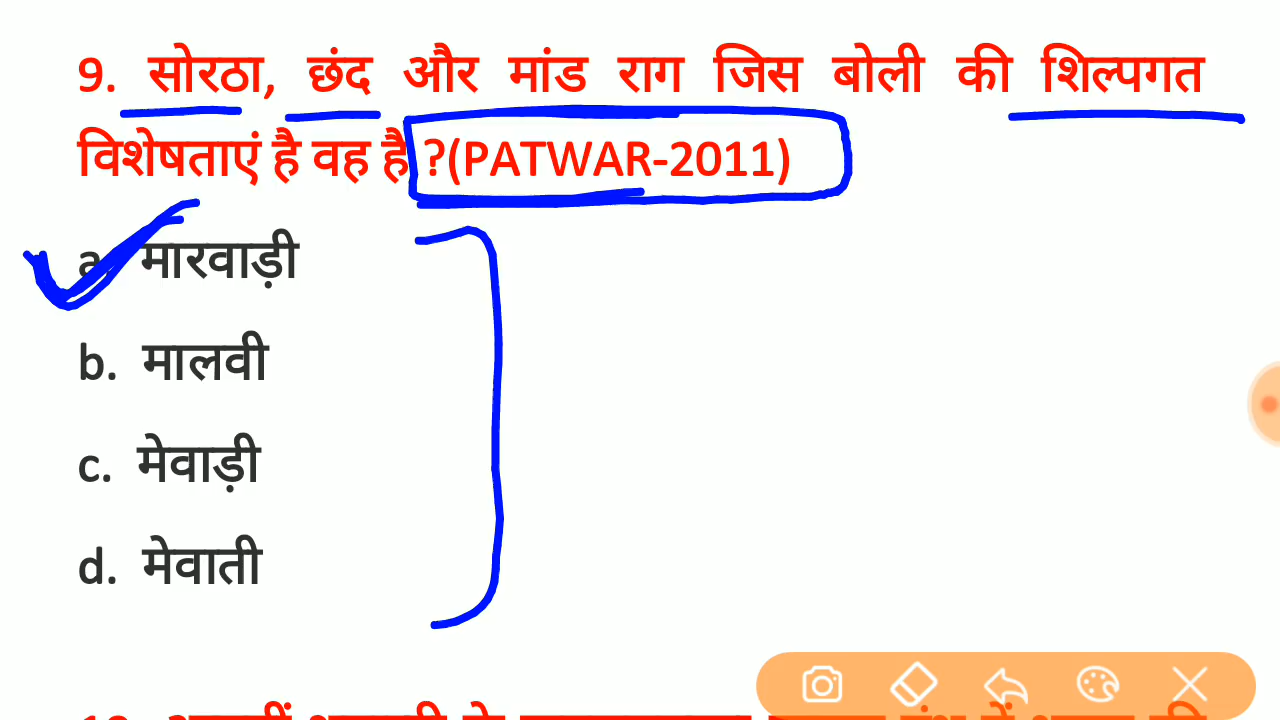 9. सोरठा, छंद और मांड राग जिस बोली की शिल्पगत
विशेषताएं है वह है ?(PATWAR-2011)
a. मारवाड़ी
b. मालवी
c. मेवाड़ी
d. मेवाती